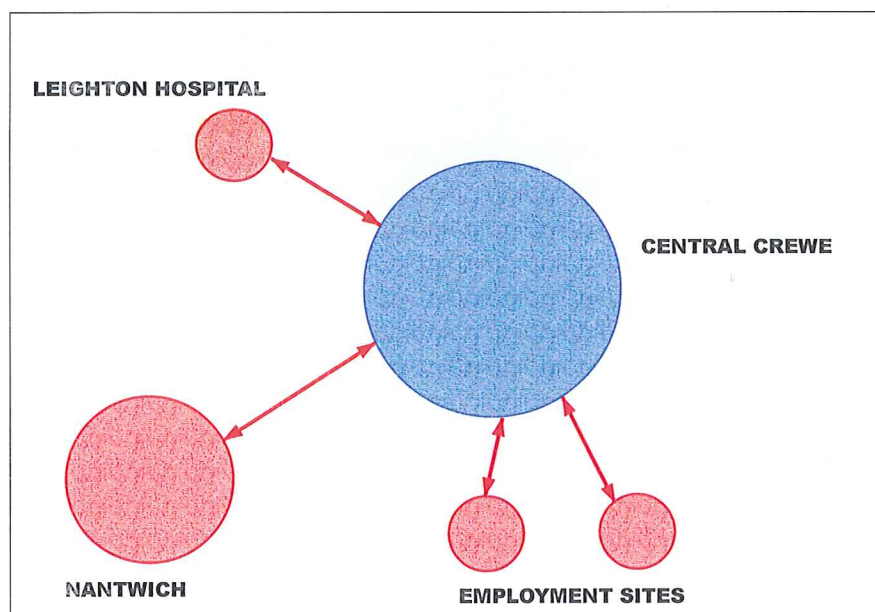 LEIGHTON HOSPITAL
CENTRAL CREWE
NANTWICH
EMPLOYMENT SITES